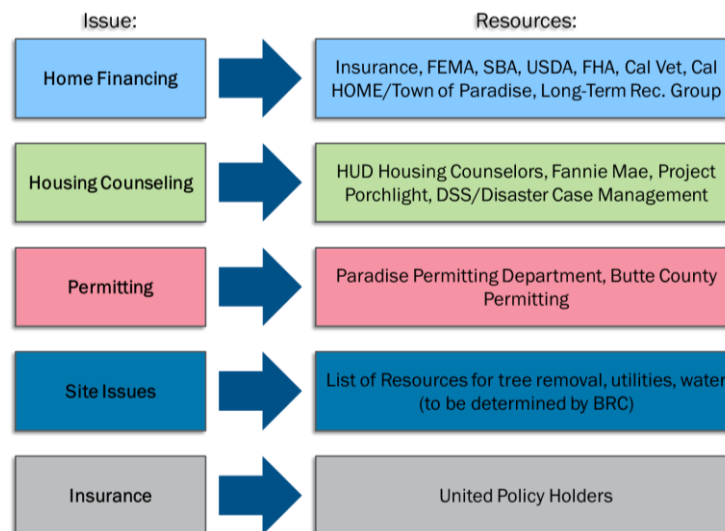 Issue:
Resources:
Home Financing
Insurance, FEMA, SBA, USDA, FHA, Cal Vet, Cal
HOME/Town of Paradise, Long-Term Rec. Group
Housing Counseling
HUD Housing Counselors, Fannie Mae, Project
Porchlight, DSS/Disaster Case Management
Permitting
Paradise Permitting Department, Butte County
Permitting
Site Issues
List of Resources for tree removal, utilities, water
(to be determined by BRC)
Insurance
United Policy Holders